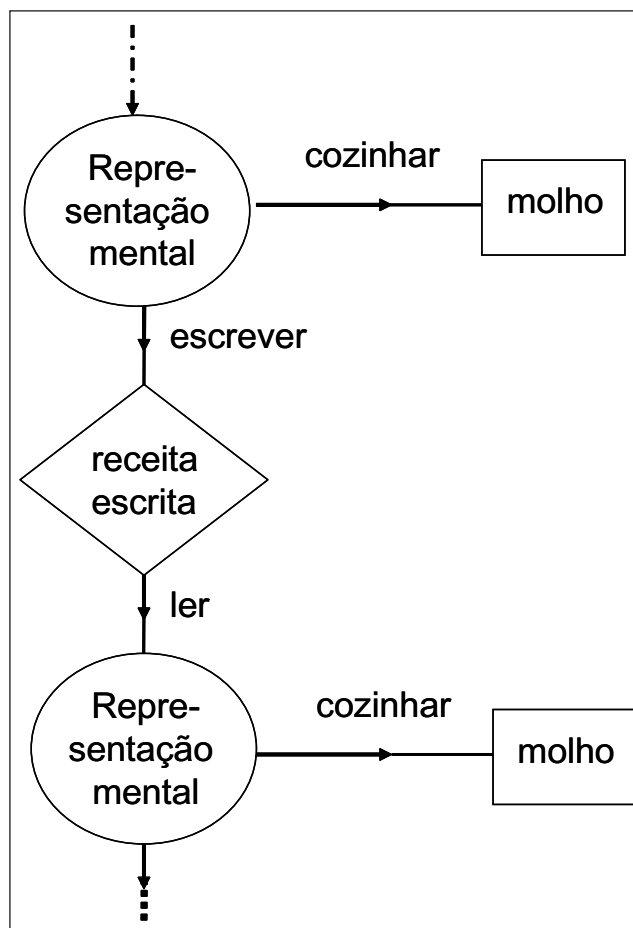 Repre-
sentação
mental
cozinhar
molho
escrever
receita
escrita
ler
Repre-
sentação
mental
cozinhar
molho